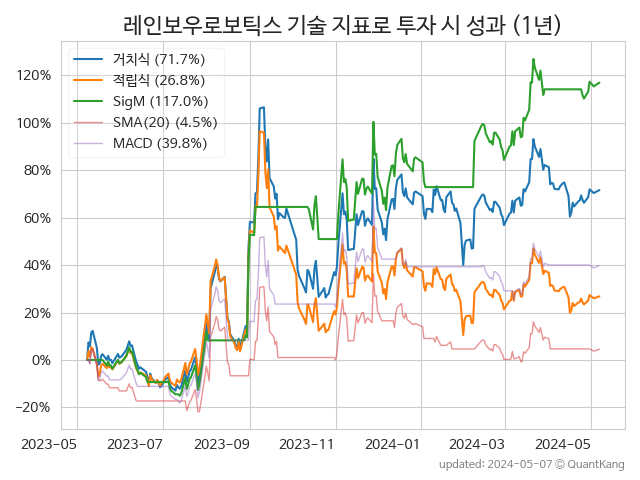 레인보우로보틱스 기술 지표로 투자 시 성과 (1년)
거치식 (71.7%)
적립식 (26.8%)
SigM (117.0%)
SMA(20) (4.5%)
MACD (39.8%)
120%
100%
80%
60%
40%
20%
0%
−20%
2023-05 2023-07 2023-09 2023-11 2024-01 2024-03 2024-05
updated: 2024-05-07 © QuantKang